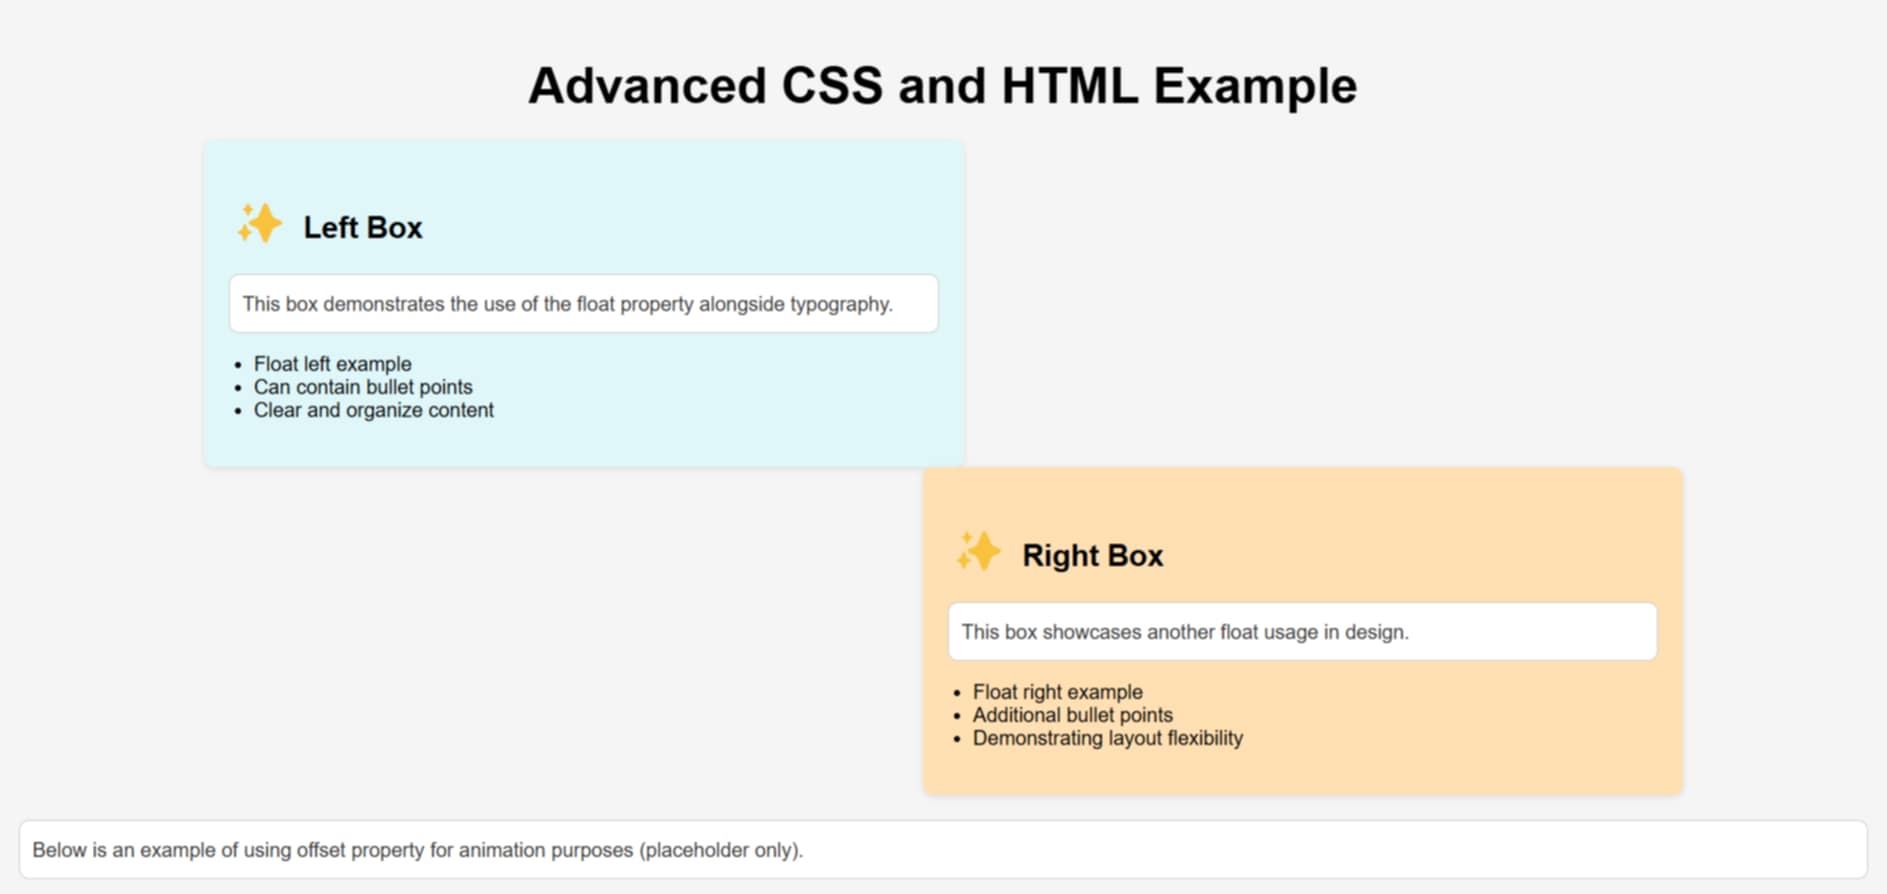 Advanced CSS and HTML Example
Left Box
This box demonstrates the use of the float property alongside typography.
Float left example
Can contain bullet points
Clear and organize content
Right Box
This box showcases another float usage in design.
Float right example
Additional bullet points
Demonstrating layout flexibility
Below is an example of using offset property for animation purposes (placeholder only).